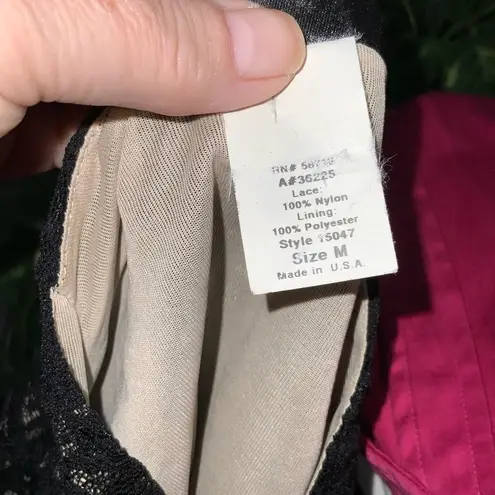 RN#
A#36225
Lace:
100% Nylon
Lining:
100% Polyester
Style 15047
Size M
Made in U.S.A.